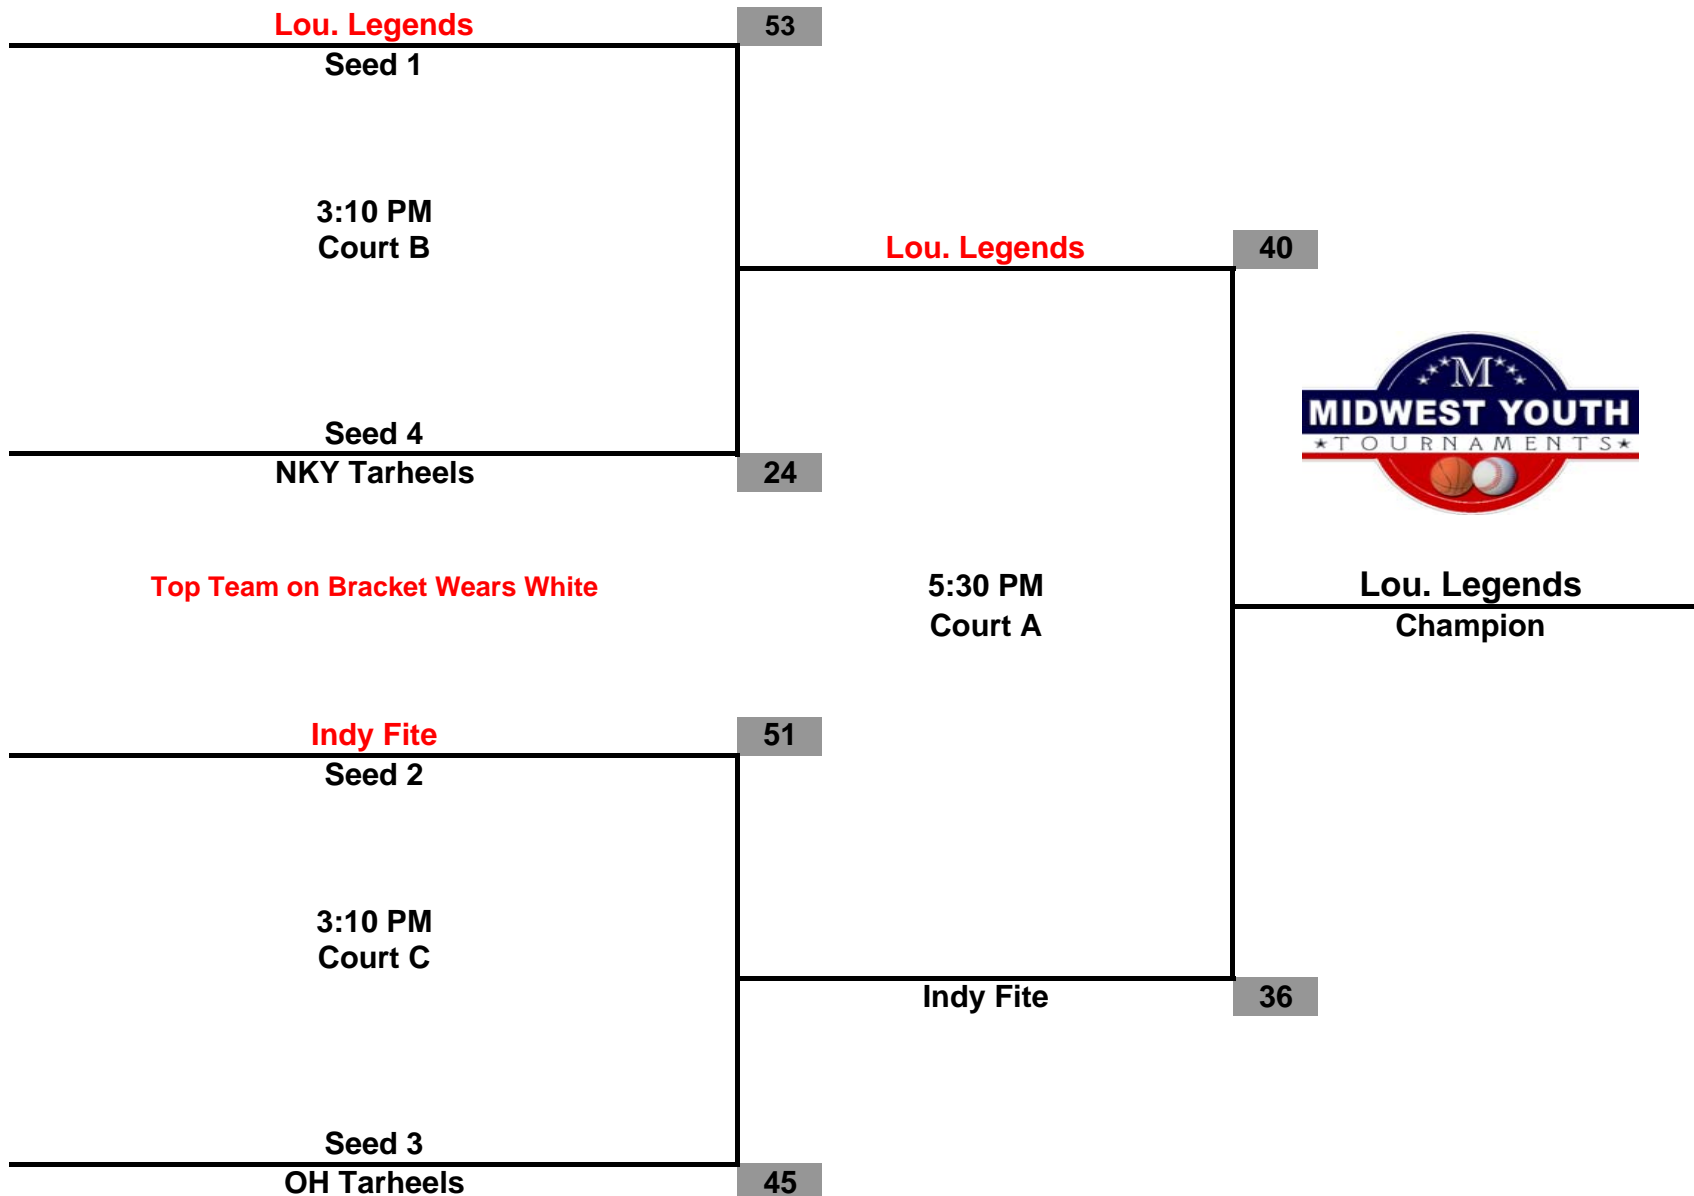 Lou. Legends 53
Seed 1
3:10 PM
Court B
Lou. Legends 40
M
MIDWEST YOUTH
TOURNAMENTS
Seed 4
NKY Tarheels 24
Top Team on Bracket Wears White
5:30 PM
Court A
Lou. Legends
Champion
Indy Fite 51
Seed 2
3:10 PM
Court C
Indy Fite 36
Seed 3
OH Tarheels 45